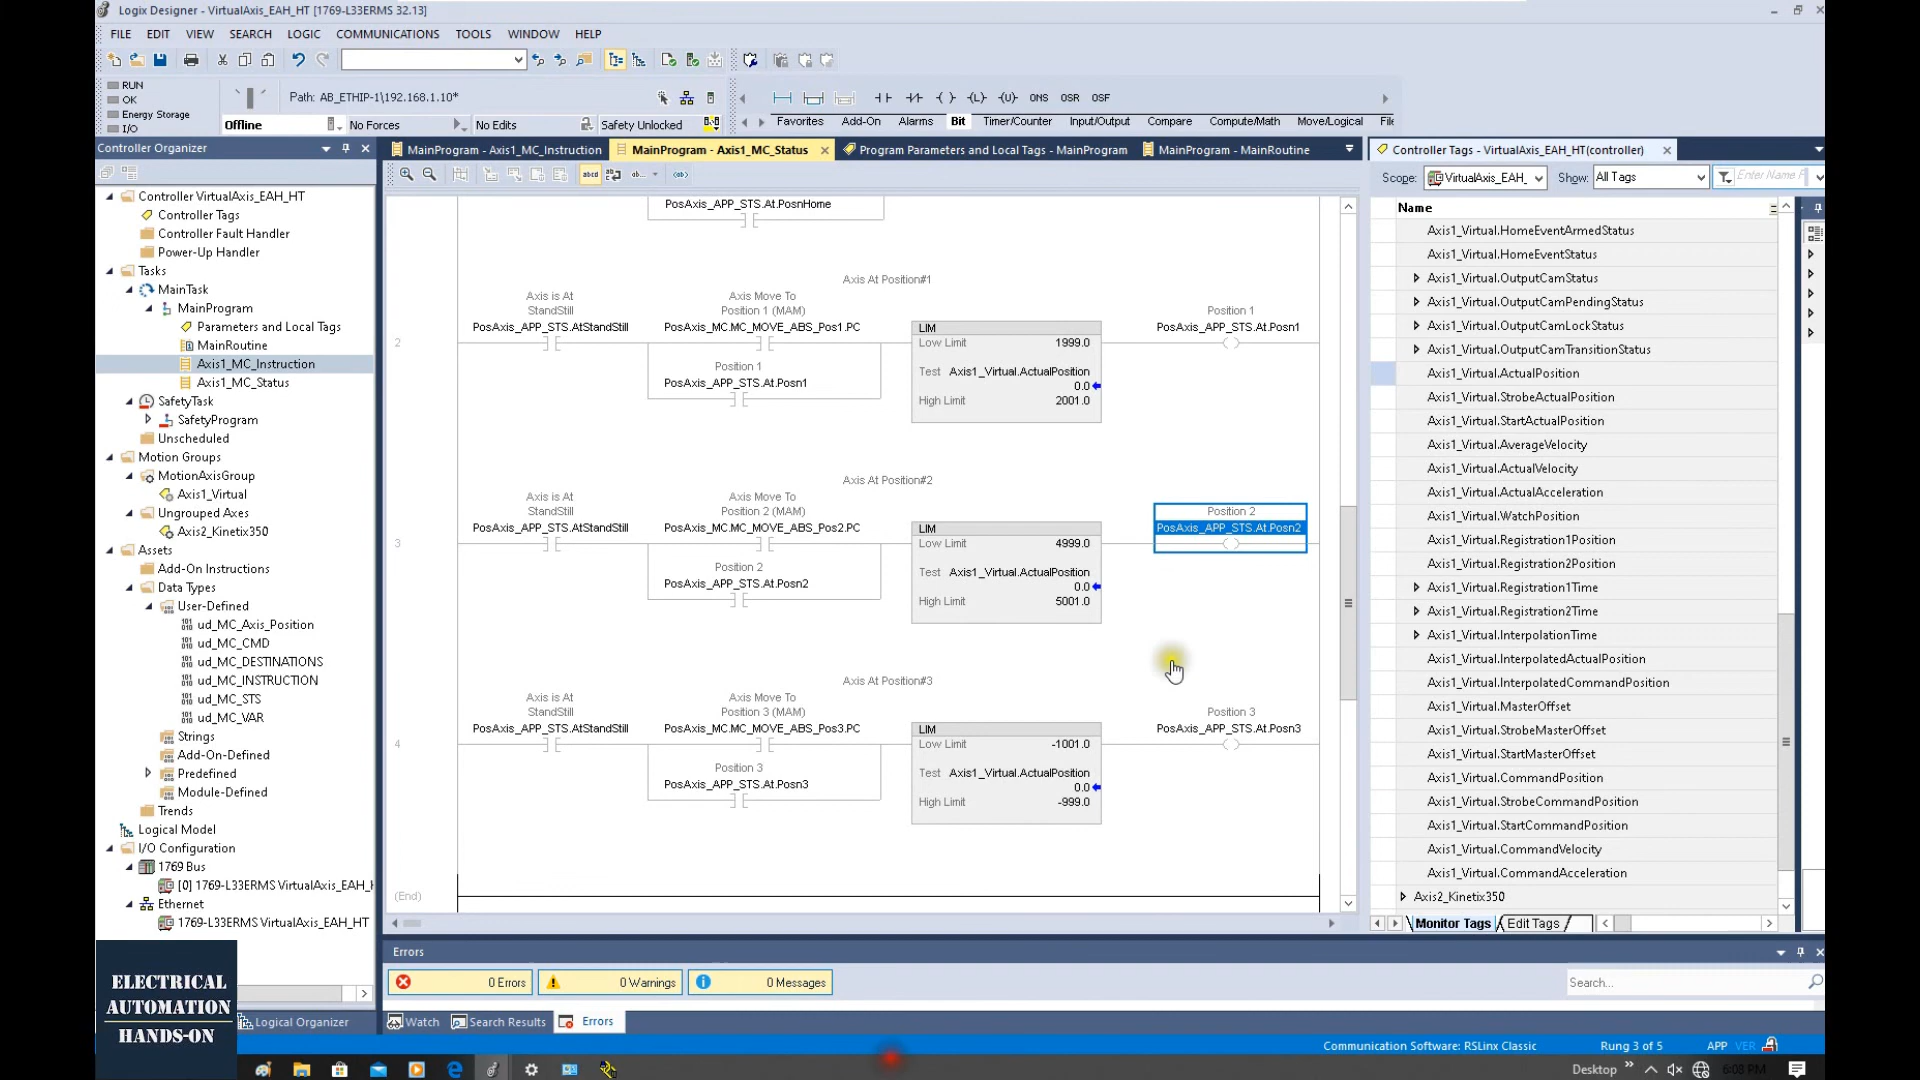 Logix Designer - VirtualAxis_EAH_HT [1769-L33ERMS 32.13]
FILE EDIT VIEW SEARCH LOGIC COMMUNICATIONS TOOLS WINDOW HELP
RUN
OK
Energy Storage
I/O
Path: AB_ETHIP-1\192.168.1.10*
Offline No Forces No Edits Safety Unlocked
ONS OSR OSF
Favorites Add-On Alarms Bit Timer/Counter Input/Output Compare Compute/Math Move/Logical
Controller Organizer
Controller VirtualAxis_EAH_HT
Controller Tags
Controller Fault Handler
Power-Up Handler
Tasks
MainTask
MainProgram
Parameters and Local Tags
MainRoutine
Axis1_MC_Instruction
Axis1_MC_Status
SafetyTask
SafetyProgram
Unscheduled
Motion Groups
MotionAxisGroup
Axis1_Virtual
Ungrouped Axes
Axis2_Kinetix350
Assets
Add-On Instructions
Data Types
User-Defined
ud_MC_Axis_Position
ud_MC_CMD
ud_MC_DESTINATIONS
ud_MC_INSTRUCTION
ud_MC_STS
ud_MC_VAR
Strings
Add-On-Defined
Predefined
Module-Defined
Trends
Logical Model
I/O Configuration
1769 Bus
[0] 1769-L33ERMS VirtualAxis_EAH_H
Ethernet
1769-L33ERMS VirtualAxis_EAH_HT
ELECTRICAL
AUTOMATION
HANDS-ON
Logical Organizer
MainProgram - Axis1_MC_Instruction MainProgram - Axis1_MC_Status Program Parameters and Local Tags - MainProgram MainProgram - MainRoutine
PosAxis_APP_STS.At.PosnHome
Axis At Position#1
Axis is At
StandStill
PosAxis_APP_STS.AtStandStill
Axis Move To
Position 1 (MAM)
PosAxis_MC.MC_MOVE_ABS_Pos1.PC
Position 1
PosAxis_APP_STS.At.Posn1
LIM
Low Limit 1999.0
Test Axis1_Virtual.ActualPosition
0.0
High Limit 2001.0
Position 1
PosAxis_APP_STS.At.Posn1
2
Axis At Position#2
Axis is At
StandStill
PosAxis_APP_STS.AtStandStill
Axis Move To
Position 2 (MAM)
PosAxis_MC.MC_MOVE_ABS_Pos2.PC
Position 2
PosAxis_APP_STS.At.Posn2
LIM
Low Limit 4999.0
Test Axis1_Virtual.ActualPosition
0.0
High Limit 5001.0
Position 2
PosAxis_APP_STS.At.Posn2
3
Axis At Position#3
Axis is At
StandStill
PosAxis_APP_STS.AtStandStill
Axis Move To
Position 3 (MAM)
PosAxis_MC.MC_MOVE_ABS_Pos3.PC
Position 3
PosAxis_APP_STS.At.Posn3
LIM
Low Limit -1001.0
Test Axis1_Virtual.ActualPosition
0.0
High Limit -999.0
Position 3
PosAxis_APP_STS.At.Posn3
4
(End)
Controller Tags - VirtualAxis_EAH_HT(controller)
Scope: VirtualAxis_EAH_ Show: All Tags
Name
Axis1_Virtual.HomeEventArmedStatus
Axis1_Virtual.HomeEventStatus
Axis1_Virtual.OutputCamStatus
Axis1_Virtual.OutputCamPendingStatus
Axis1_Virtual.OutputCamLockStatus
Axis1_Virtual.OutputCamTransitionStatus
Axis1_Virtual.ActualPosition
Axis1_Virtual.StrobeActualPosition
Axis1_Virtual.StartActualPosition
Axis1_Virtual.AverageVelocity
Axis1_Virtual.ActualVelocity
Axis1_Virtual.ActualAcceleration
Axis1_Virtual.WatchPosition
Axis1_Virtual.Registration1Position
Axis1_Virtual.Registration2Position
Axis1_Virtual.Registration1Time
Axis1_Virtual.Registration2Time
Axis1_Virtual.InterpolationTime
Axis1_Virtual.InterpolatedActualPosition
Axis1_Virtual.InterpolatedCommandPosition
Axis1_Virtual.MasterOffset
Axis1_Virtual.StrobeMasterOffset
Axis1_Virtual.StartMasterOffset
Axis1_Virtual.CommandPosition
Axis1_Virtual.StrobeCommandPosition
Axis1_Virtual.StartCommandPosition
Axis1_Virtual.CommandVelocity
Axis1_Virtual.CommandAcceleration
Axis2_Kinetix350
Monitor Tags Edit Tags
Errors
0 Errors 0 Warnings 0 Messages
Search...
Watch Search Results Errors
Communication Software: RSLinx Classic Rung 3 of 5 APP VER
Desktop 6:08 PM